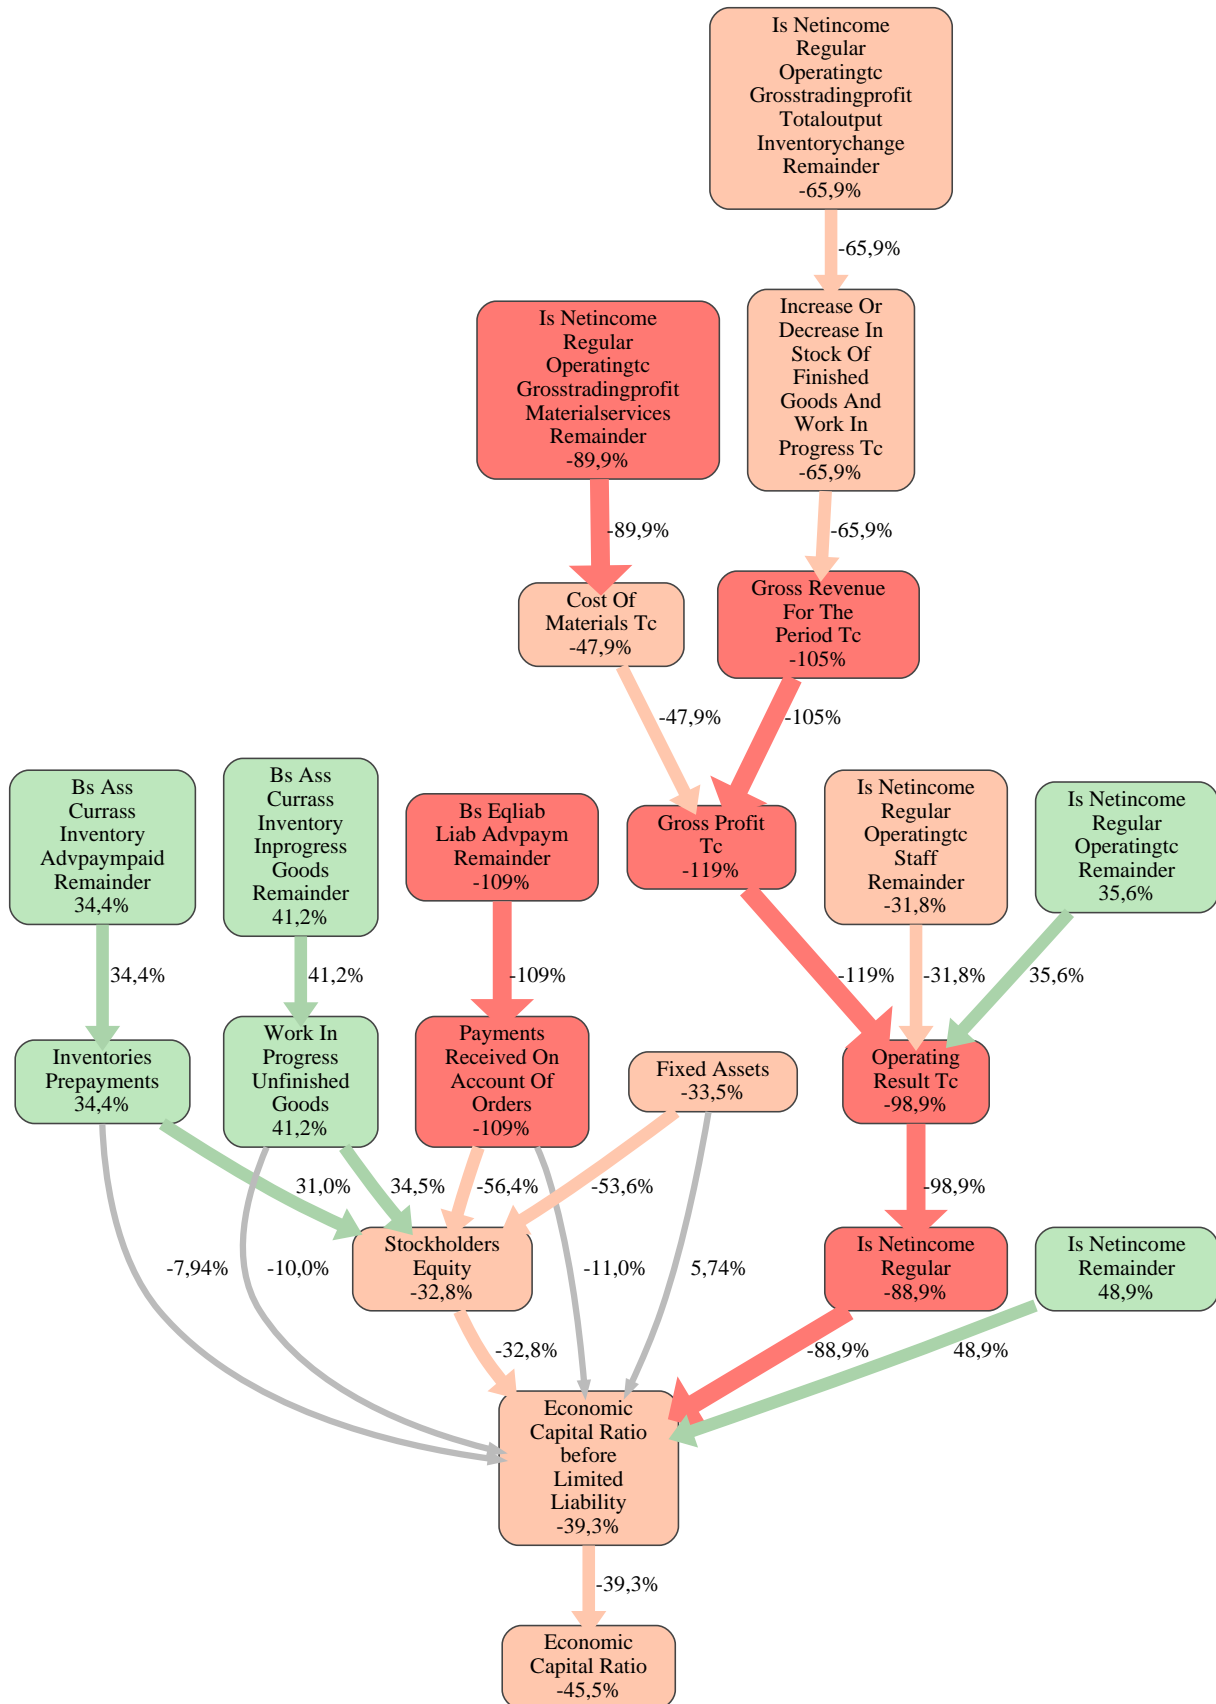 Is Netincome
Regular
Operatingtc
Grosstradingprofit
Totaloutput
Inventorychange
Remainder
-65,9%
-65,9%
Is Netincome
Regular
Operatingtc
Grosstradingprofit
Materialservices
Remainder
-89,9%
Increase Or
Decrease In
Stock Of
Finished
Goods And
Work In
Progress Tc
-65,9%
-89,9%
-65,9%
Cost Of
Materials Tc
-47,9%
Gross Revenue
For The
Period Tc
-105%
-47,9%
-105%
Bs Ass
Currass
Inventory
Advpaympaid
Remainder
34,4%
Bs Ass
Currass
Inventory
Inprogress
Goods
Remainder
41,2%
Bs Eqliab
Liab Advpaym
Remainder
-109%
Gross Profit
Tc
-119%
Is Netincome
Regular
Operatingtc
Staff
Remainder
-31,8%
Is Netincome
Regular
Operatingtc
Remainder
35,6%
34,4%
41,2%
-109%
-119%
-31,8%
35,6%
Inventories
Prepayments
34,4%
Work In
Progress
Unfinished
Goods
41,2%
Payments
Received On
Account Of
Orders
-109%
Fixed Assets
-33,5%
Operating
Result Tc
-98,9%
31,0%
34,5%
-56,4%
-53,6%
-98,9%
Stockholders
Equity
-32,8%
Is Netincome
Regular
-88,9%
Is Netincome
Remainder
48,9%
-7,94%
-10,0%
-11,0%
5,74%
-32,8%
-88,9%
48,9%
Economic
Capital Ratio
before
Limited
Liability
-39,3%
-39,3%
Economic
Capital Ratio
-45,5%